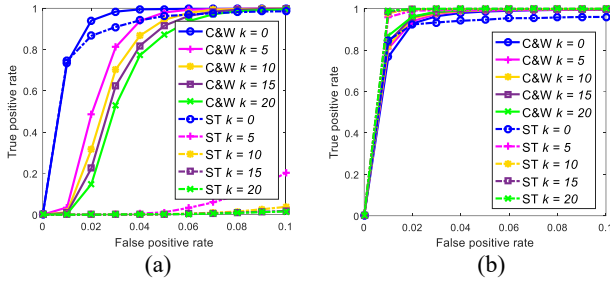 1
0.8
0.6
0.4
0.2
0
True positive rate
C&W k = 0
C&W k = 5
C&W k = 10
C&W k = 15
C&W k = 20
ST k = 0
ST k = 5
ST k = 10
ST k = 15
ST k = 20
0 0.02 0.04 0.06 0.08 0.1
False positive rate
(a)
1
0.8
0.6
0.4
0.2
0
True positive rate
C&W k = 0
C&W k = 5
C&W k = 10
C&W k = 15
C&W k = 20
ST k = 0
ST k = 5
ST k = 10
ST k = 15
ST k = 20
0 0.02 0.04 0.06 0.08 0.1
False positive rate
(b)